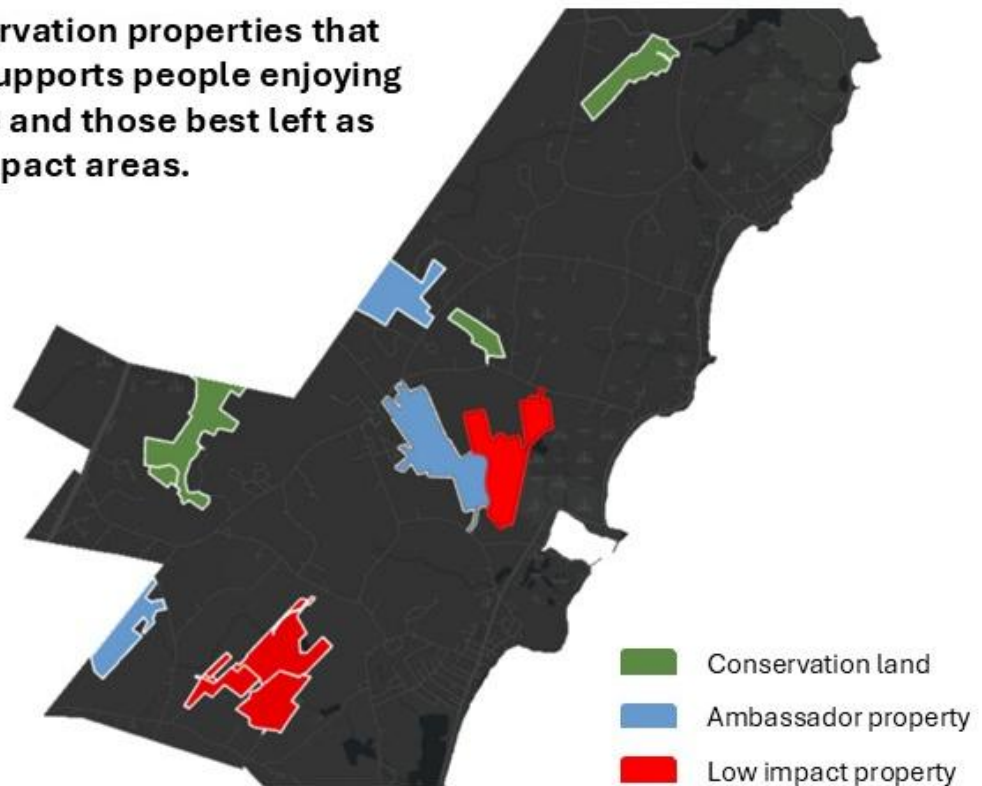 rvation properties that
upports people enjoying
and those best left as
pact areas.
Conservation land
Ambassador property
Low impact property